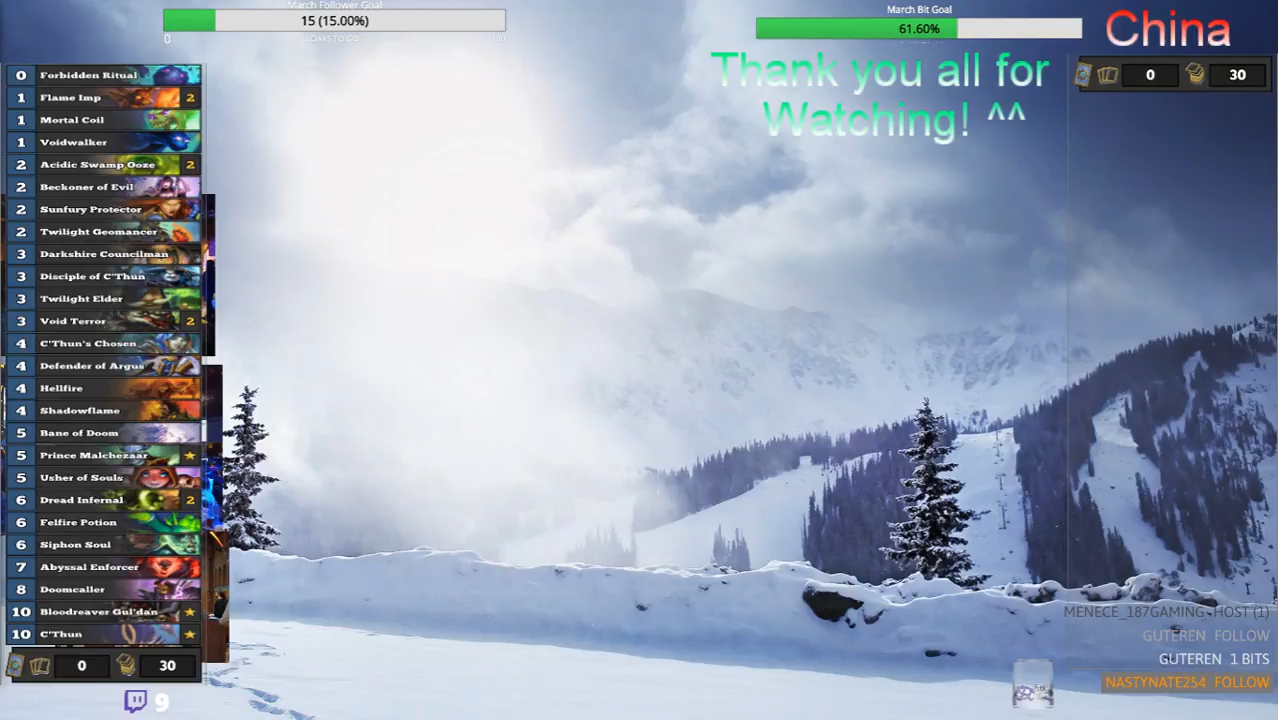 March Follower Goal
15 (15.00%)
0
March Bit Goal
61.60%
China
Thank you all for
Watching! ^^
0 30
0 Forbidden Ritual
1 Flame Imp 2
1 Mortal Coil
1 Voidwalker
2 Acidic Swamp Ooze 2
2 Beckoner of Evil
2 Sunfury Protector
2 Twilight Geomancer
3 Darkshire Councilman
3 Disciple of C'Thun
3 Twilight Elder
3 Void Terror 2
4 C'Thun's Chosen
4 Defender of Argus
4 Hellfire
4 Shadowflame
5 Bane of Doom
5 Prince Malchezaar
5 Usher of Souls
6 Dread Infernal 2
6 Felfire Potion
6 Siphon Soul
7 Abyssal Enforcer
8 Doomcaller
10 Bloodreaver Gul'dan
10 C'Thun
0 30
9
MENECE_187GAMING HOST (1)
GUTEREN FOLLOW
GUTEREN 1 BITS
NASTYNATE254 FOLLOW